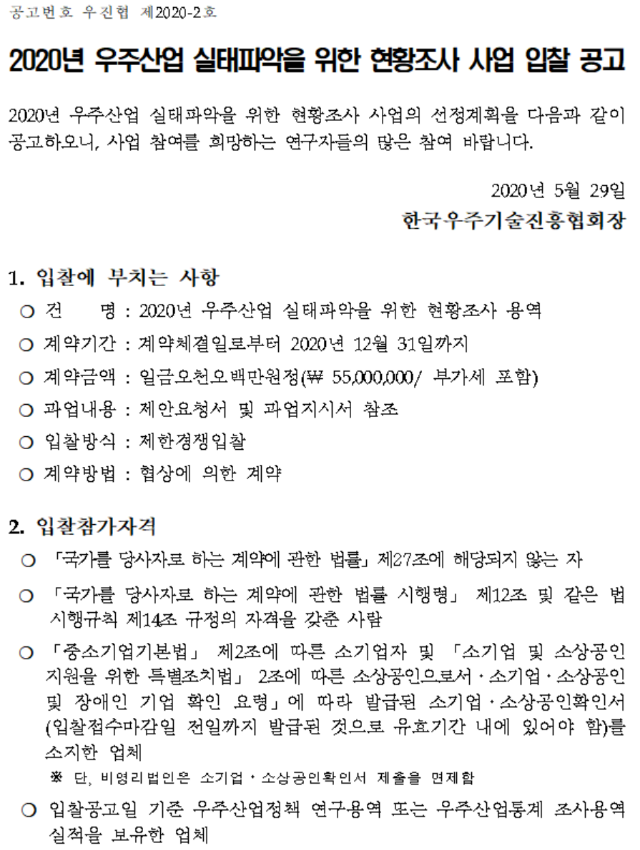 공고번호 우진협 제2020-2호
2020년 우주산업 실태파악을 위한 현황조사 사업 입찰 공고
2020년 우주산업 실태파악을 위한 현황조사 사업의 선정계획을 다음과 같이
공고하오니, 사업 참여를 희망하는 연구자들의 많은 참여 바랍니다.
2020년 5월 29일
한국우주기술진흥협회장
1. 입찰에 부치는 사항
❍ 건 명 : 2020년 우주산업 실태파악을 위한 현황조사 용역
❍ 계약기간 : 계약체결일로부터 2020년 12월 31일까지
❍ 계약금액 : 일금오천오백만원정(₩ 55,000,000/ 부가세 포함)
❍ 과업내용 : 제안요청서 및 과업지시서 참조
❍ 입찰방식 : 제한경쟁입찰
❍ 계약방법 : 협상에 의한 계약
2. 입찰참가자격
❍ 「국가를 당사자로 하는 계약에 관한 법률」제27조에 해당되지 않는 자
❍ 「국가를 당사자로 하는 계약에 관한 법률 시행령」 제12조 및 같은 법
시행규칙 제14조 규정의 자격을 갖춘 사람
❍ 「중소기업기본법」 제2조에 따른 소기업자 및 「소기업 및 소상공인
지원을 위한 특별조치법」 2조에 따른 소상공인으로서·소기업·소상공인
및 장애인 기업 확인 요령」에 따라 발급된 소기업·소상공인확인서
(입찰접수마감일 전일까지 발급된 것으로 유효기간 내에 있어야 함)를
소지한 업체
※ 단, 비영리법인은 소기업·소상공인확인서 제출을 면제함
❍ 입찰공고일 기준 우주산업정책 연구용역 또는 우주산업통계 조사용역
실적을 보유한 업체